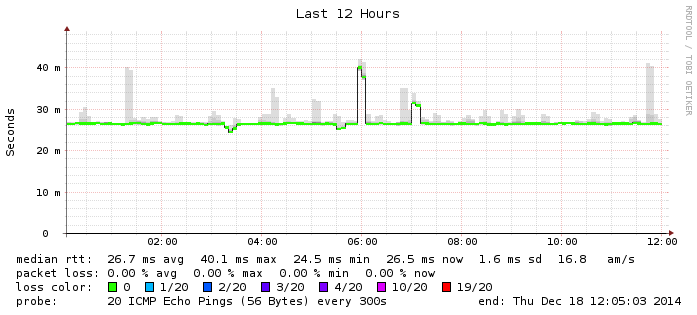 Last 12 Hours
RRDTOOL / TOBI OETIKER
Seconds
40 m
30 m
20 m
10 m
0
02:00 04:00 06:00 08:00 10:00 12:00
median rtt: 26.7 ms avg 40.1 ms max 24.5 ms min 26.5 ms now 1.6 ms sd 16.8 am/s
packet loss: 0.00 % avg 0.00 % max 0.00 % min 0.00 % now
loss color: 0 1/20 2/20 3/20 4/20 10/20 19/20
probe: 20 ICMP Echo Pings (56 Bytes) every 300s end: Thu Dec 18 12:05:03 2014